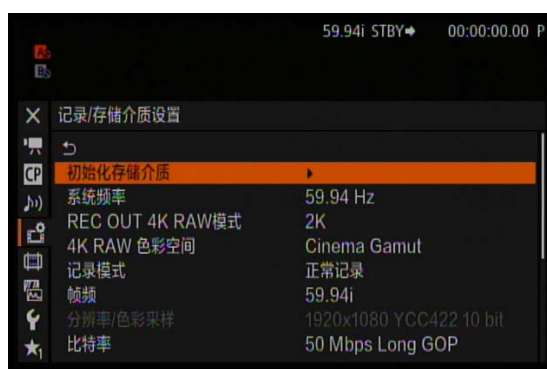 59.94i STBY 00:00:00.00 P
A
B
记录/存储介质设置
CP
初始化存储介质
系统频率 59.94 Hz
REC OUT 4K RAW模式 2K
4K RAW 色彩空间 Cinema Gamut
记录模式 正常记录
帧频 59.94i
分辨率/色彩采样 1920x1080 YCC422 10 bit
比特率 50 Mbps Long GOP
★1